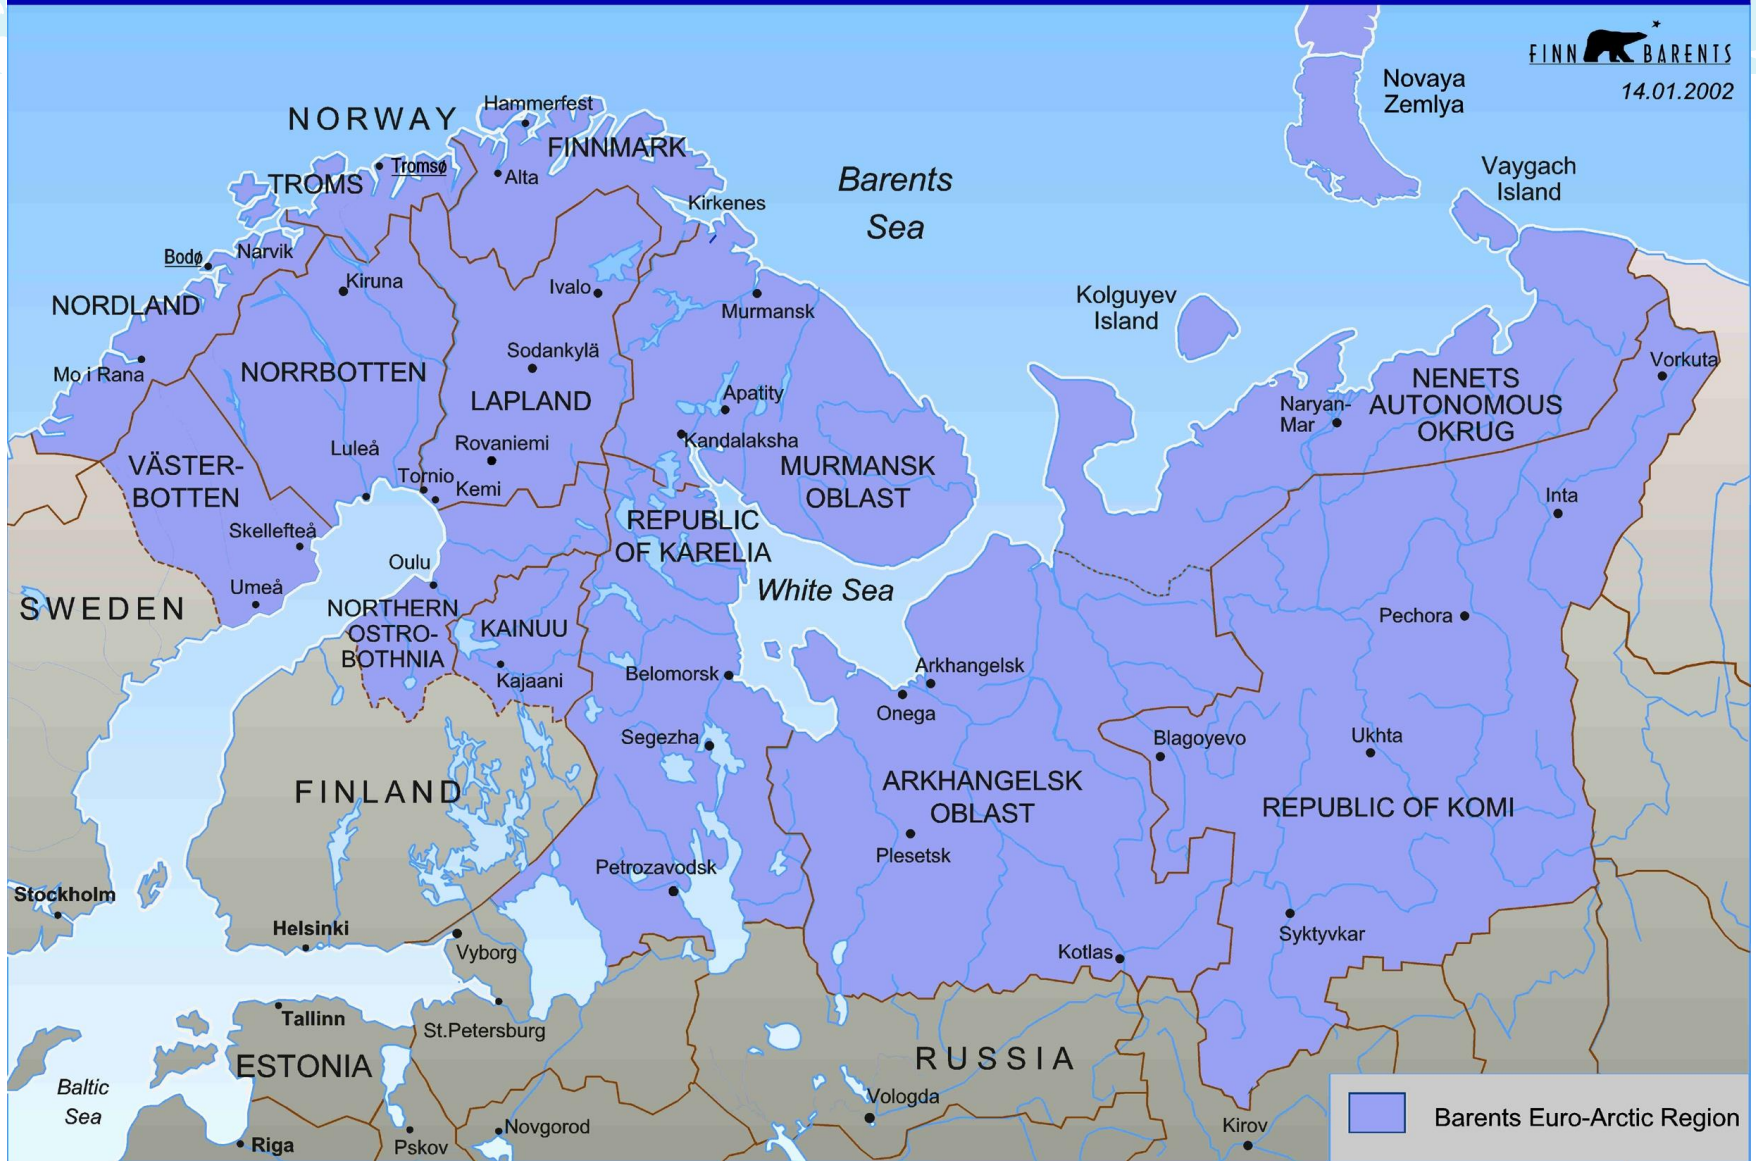 FINN BARENTS
14.01.2002
Novaya
Zemlya
NORWAY
Hammerfest
FINNMARK
Tromsø
TROMS
Alta
Barents
Sea
Vaygach
Island
Kirkenes
Bodø
Narvik
Kiruna
Ivalo
NORDLAND
Murmansk
Kolguyev
Island
Mo i Rana
NORRBOTTEN
Sodankylä
LAPLAND
Apatity
Vorkuta
NENETS
AUTONOMOUS
OKRUG
Naryan-
Mar
Luleå
Rovaniemi
Kandalaksha
VÄSTER-
BOTTEN
Tornio
Kemi
MURMANSK
OBLAST
Inta
Skellefteå
REPUBLIC
OF KARELIA
Oulu
Umeå
White Sea
SWEDEN
NORTHERN
OSTRO-
BOTHNIA
KAINUU
Pechora
Kajaani
Belomorsk
Arkhangelsk
Onega
Segezha
Blagoyevo
Ukhta
FINLAND
ARKHANGELSK
OBLAST
REPUBLIC OF KOMI
Plesetsk
Petrozavodsk
Stockholm
Helsinki
Vyborg
Kotlas
Syktyvkar
Tallinn
St.Petersburg
ESTONIA
RUSSIA
Baltic
Sea
Vologda
Riga
Pskov
Novgorod
Kirov
Barents Euro-Arctic Region